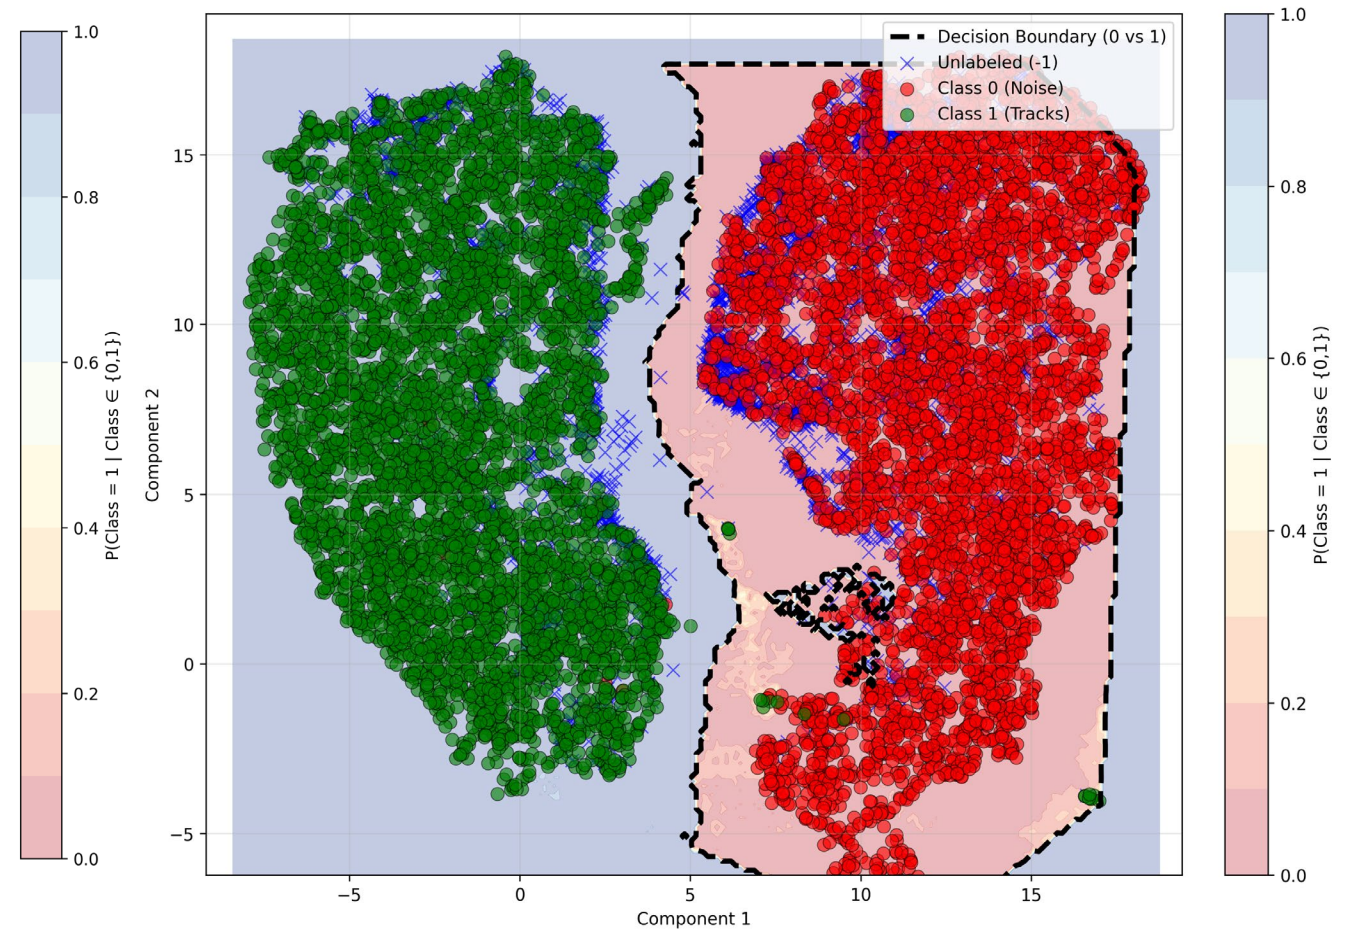 1.0
0.8
0.6
0.4
0.2
0.0
P(Class = 1 | Class ∈ {0,1})
Component 2
15
10
5
0
−5
Decision Boundary (0 vs 1)
Unlabeled (-1)
Class 0 (Noise)
Class 1 (Tracks)
−5
0
5
10
15
Component 1
1.0
0.8
0.6
0.4
0.2
0.0
P(Class = 1 | Class ∈ {0,1})